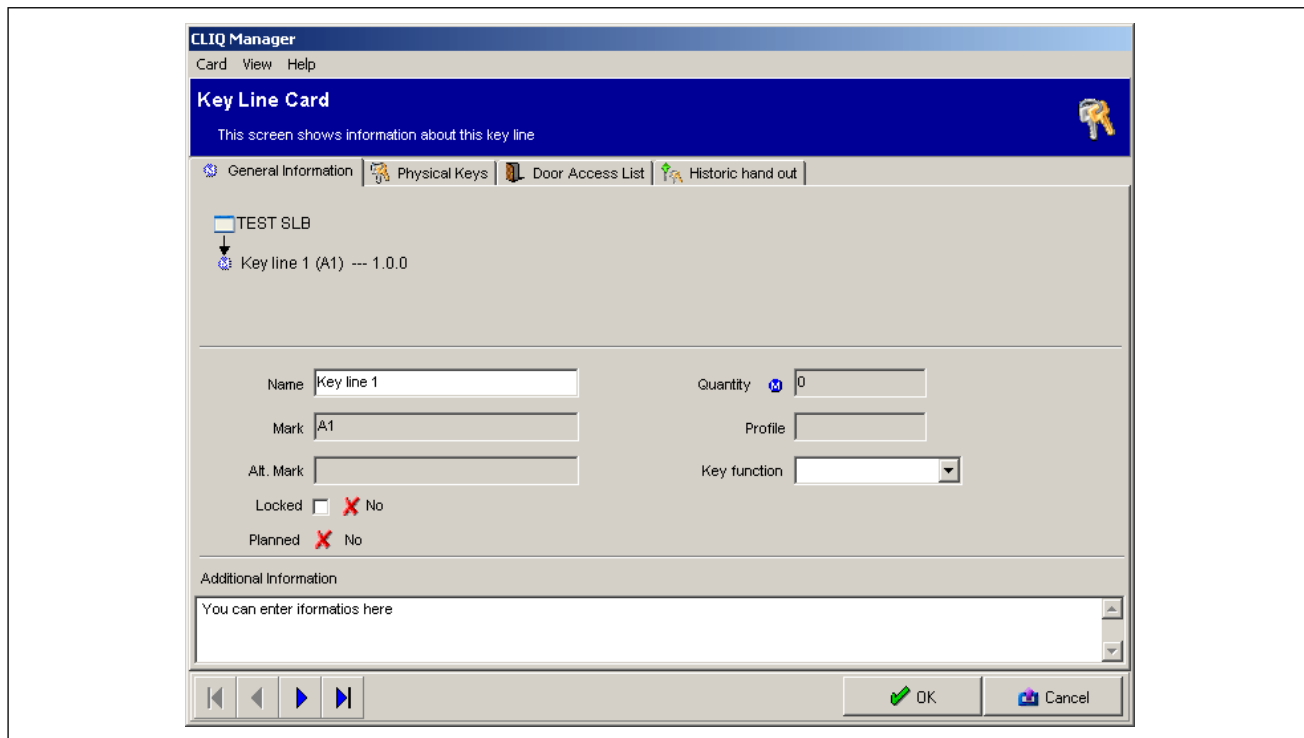 CLIQ Manager
Card View Help
Key Line Card
This screen shows information about this key line
General Information Physical Keys Door Access List Historic hand out
TEST SLB
Key line 1 (A1) --- 1.0.0
Name Key line 1 Quantity M 0
Mark A1 Profile
Alt. Mark Key function
Locked No
Planned No
Additional Information
You can enter iformatios here
OK Cancel